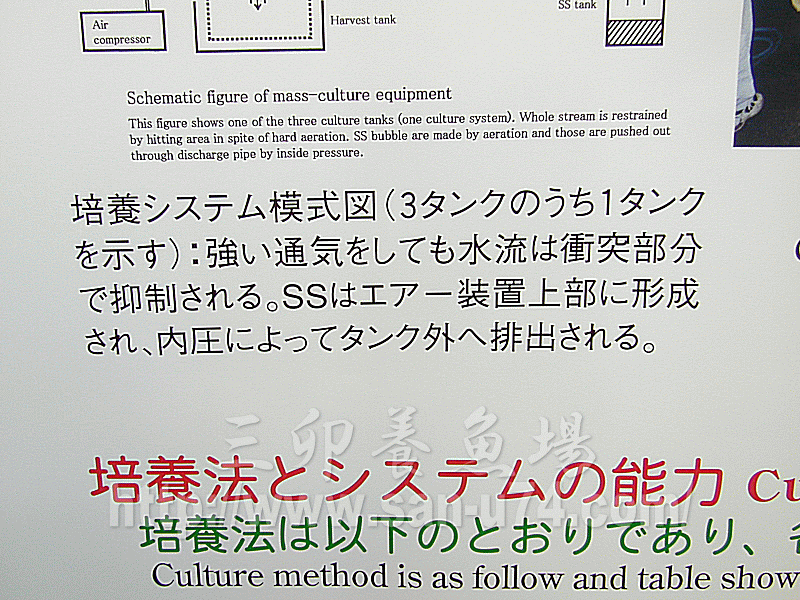 Air
compressor
Harvest tank
SS tank
Schematic figure of mass-culture equipment
This figure shows one of the three culture tanks (one culture system). Whole stream is restrained
by hitting area in spite of hard aeration. SS bubble are made by aeration and those are pushed out
through discharge pipe by inside pressure.
培養システム模式図(3タンクのうち1タンク
を示す):強い通気をしても水流は衝突部分
で抑制される。SSはエアー装置上部に形成
され、内圧によってタンク外へ排出される。
三卯養魚場
培養法とシステムの能力 Cu
http://www.san-u74.com/
培養法は以下のとおりであり、
Culture method is as follow and table show